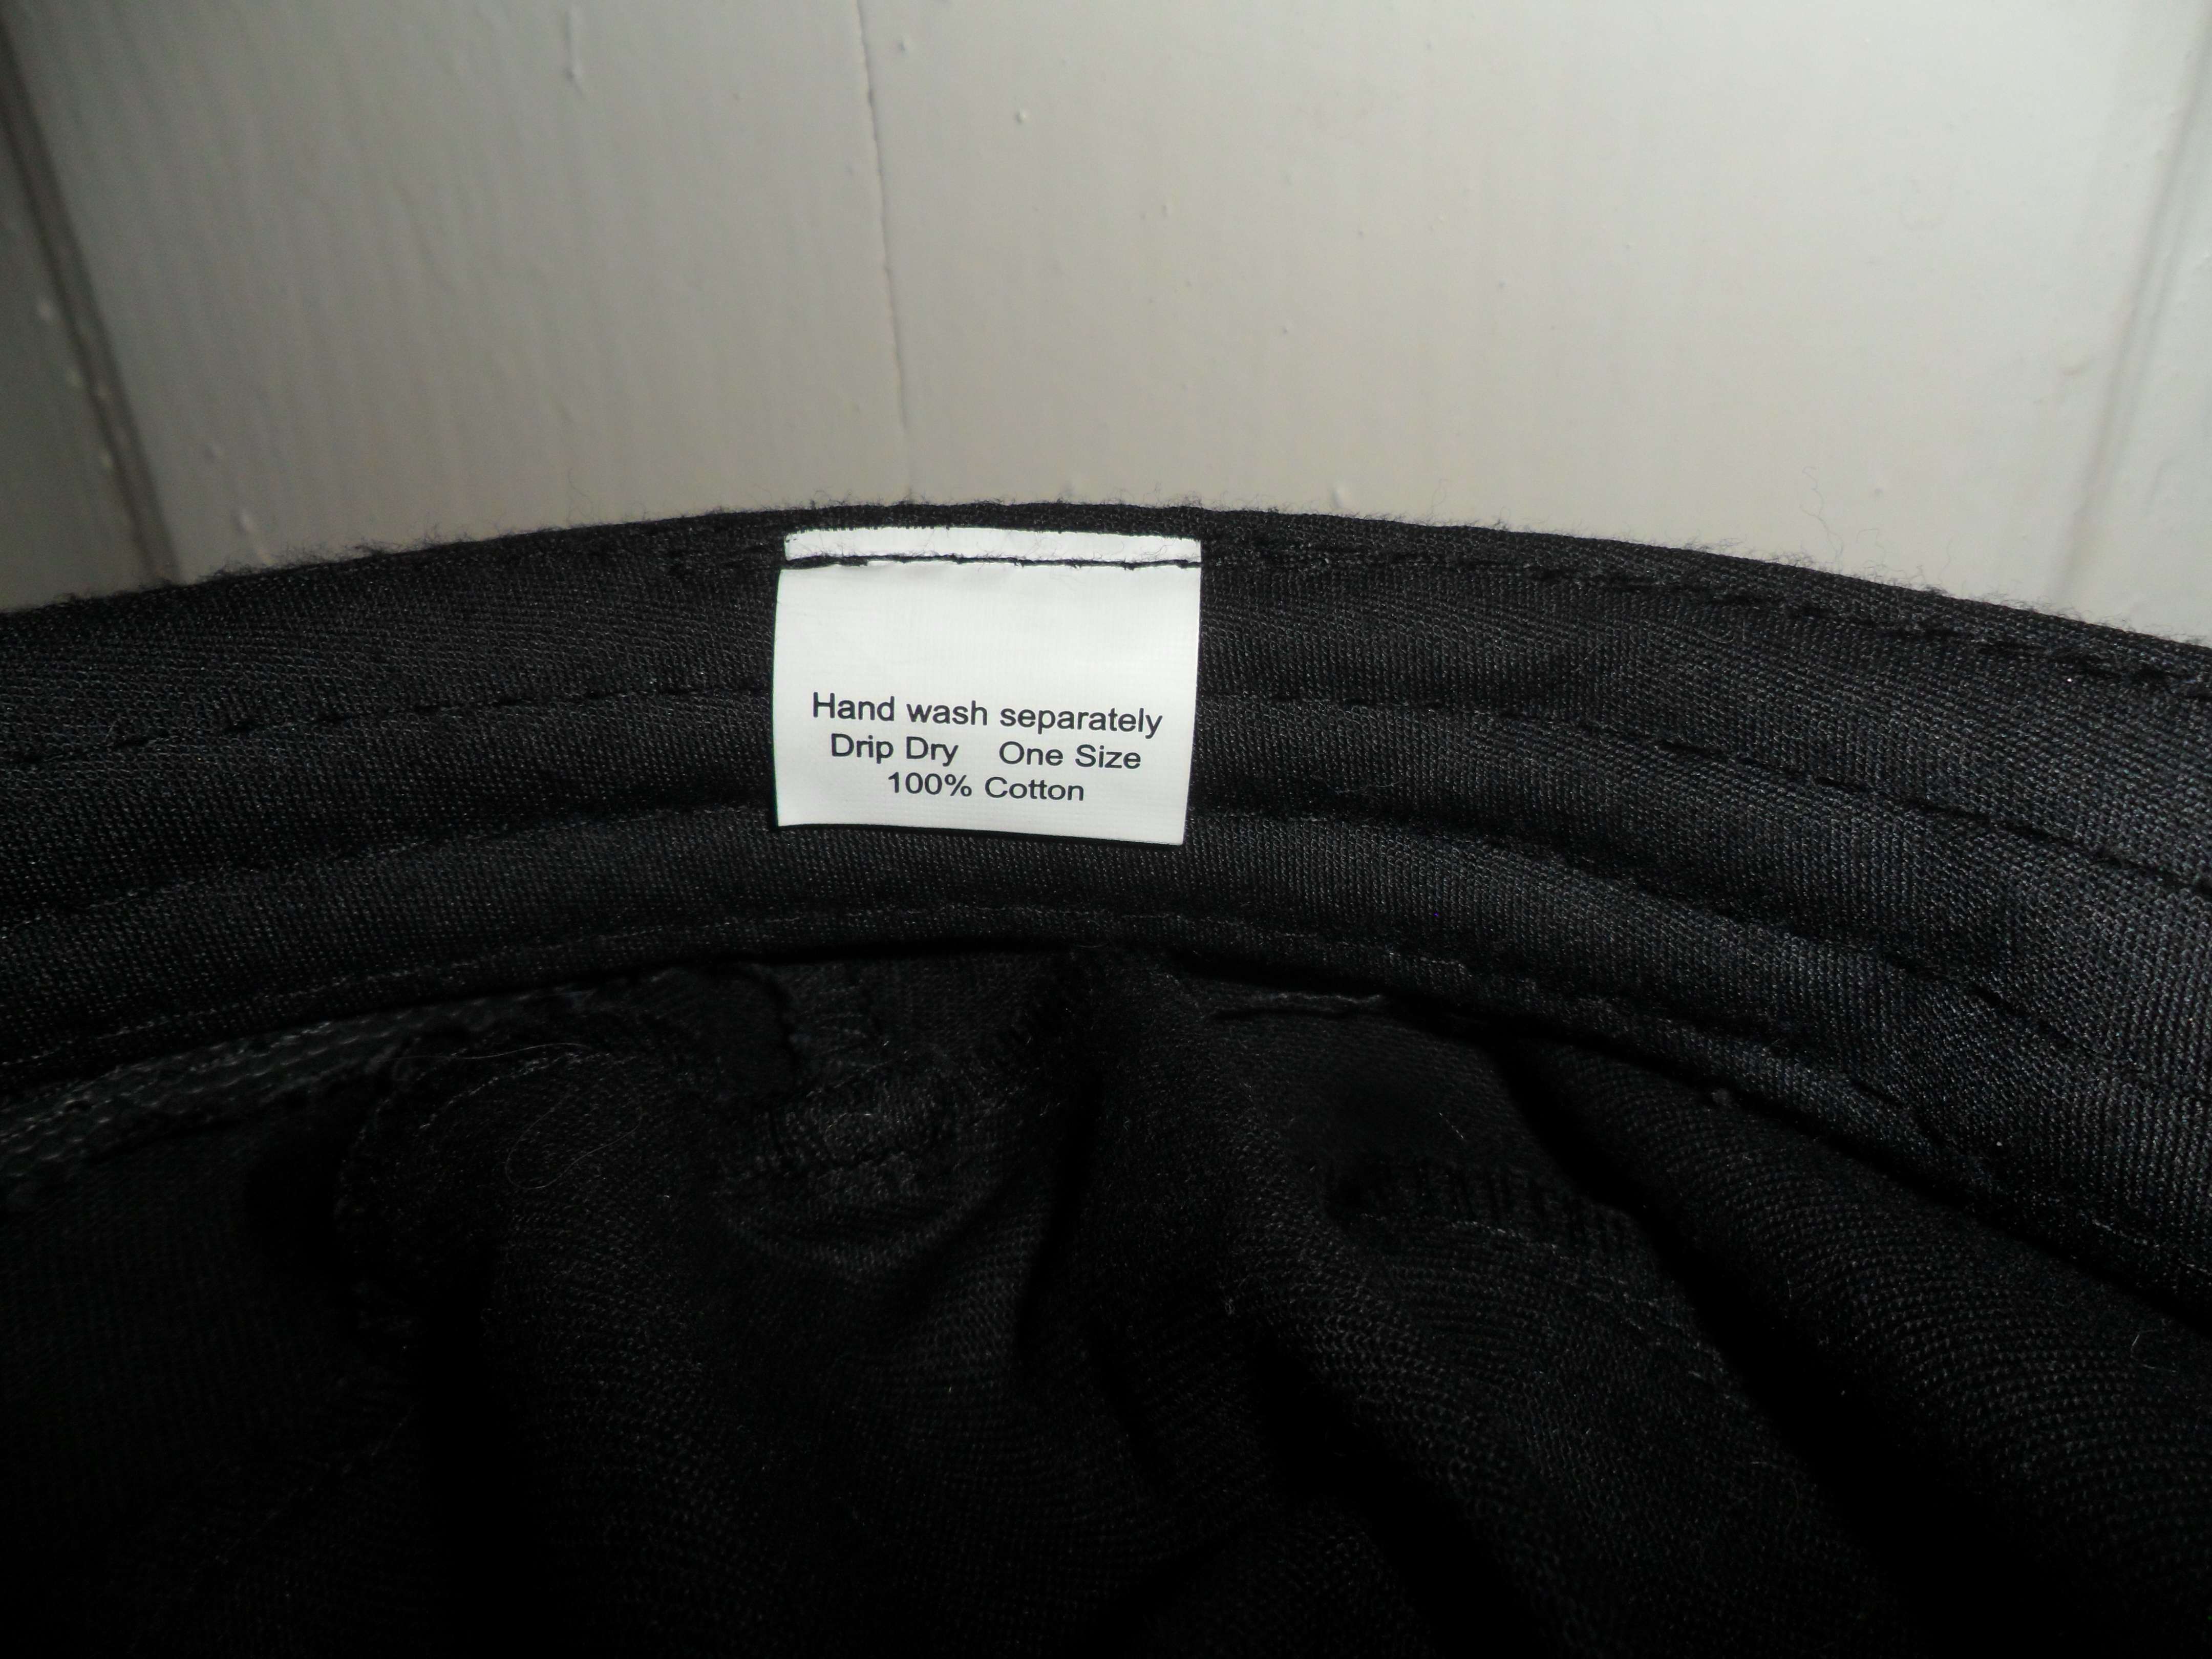 Hand wash separately
Drip Dry One Size
100% Cotton